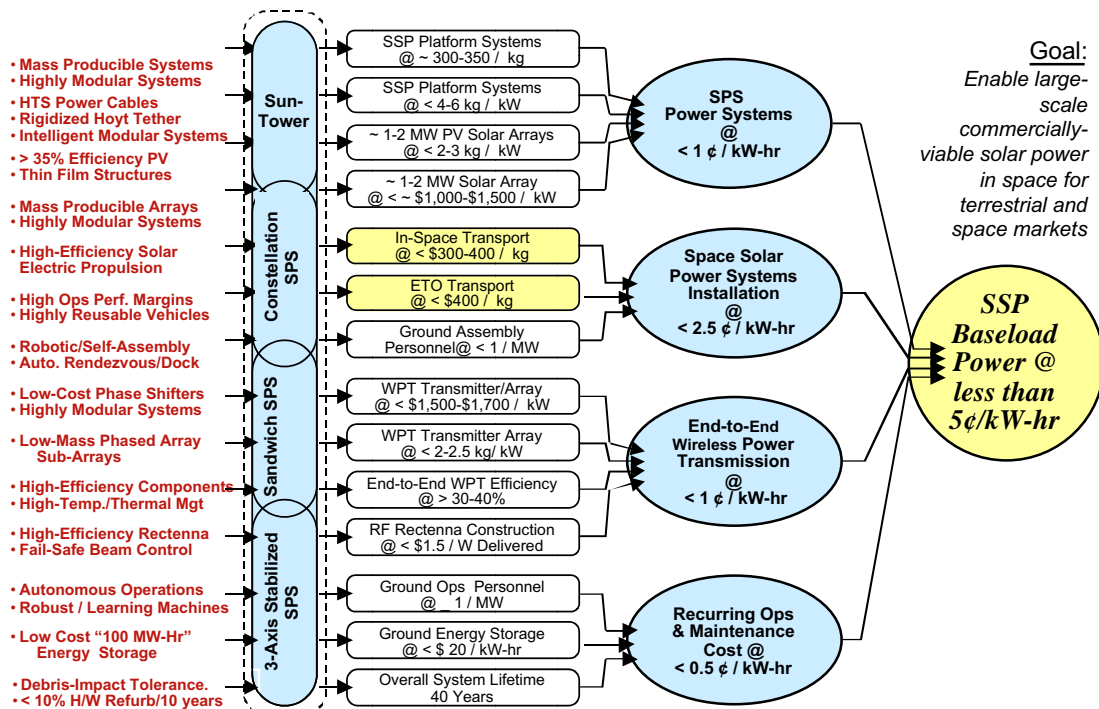 • Mass Producible Systems
• Highly Modular Systems
• HTS Power Cables
• Rigidized Hoyt Tether
• Intelligent Modular Systems
• > 35% Efficiency PV
• Thin Film Structures
• Mass Producible Arrays
• Highly Modular Systems
• High-Efficiency Solar
Electric Propulsion
• High Ops Perf. Margins
• Highly Reusable Vehicles
• Robotic/Self-Assembly
• Auto. Rendezvous/Dock
• Low-Cost Phase Shifters
• Highly Modular Systems
• Low-Mass Phased Array
Sub-Arrays
• High-Efficiency Components
• High-Temp./Thermal Mgt
• High-Efficiency Rectenna
• Fail-Safe Beam Control
• Autonomous Operations
• Robust / Learning Machines
• Low Cost “100 MW-Hr”
Energy Storage
• Debris-Impact Tolerance.
• < 10% H/W Refurb/10 years
Sun-
Tower
Constellation
SPS
Sandwich SPS
3-Axis Stabilized
SPS
SSP Platform Systems
@ ~ 300-350 / kg
SSP Platform Systems
@ < 4-6 kg / kW
~ 1-2 MW PV Solar Arrays
@ < 2-3 kg / kW
~ 1-2 MW Solar Array
@ < ~ $1,000-$1,500 / kW
In-Space Transport
@ < $300-400 / kg
ETO Transport
@ < $400 / kg
Ground Assembly
Personnel@ < 1 / MW
WPT Transmitter/Array
@ < $1,500-$1,700 / kW
WPT Transmitter Array
@ < 2-2.5 kg/ kW
End-to-End WPT Efficiency
@ > 30-40%
RF Rectenna Construction
@ < $1.5 / W Delivered
Ground Ops Personnel
@ _ 1 / MW
Ground Energy Storage
@ < $ 20 / kW-hr
Overall System Lifetime
40 Years
SPS
Power Systems
@
< 1 ¢ / kW-hr
Space Solar
Power Systems
Installation
@
< 2.5 ¢ / kW-hr
End-to-End
Wireless Power
Transmission
@
< 1 ¢ / kW-hr
Recurring Ops
& Maintenance
Cost @
< 0.5 ¢ / kW-hr
Goal:
Enable large-
scale
commercially-
viable solar power
in space for
terrestrial and
space markets
SSP
Baseload
Power @
less than
5¢/kW-hr